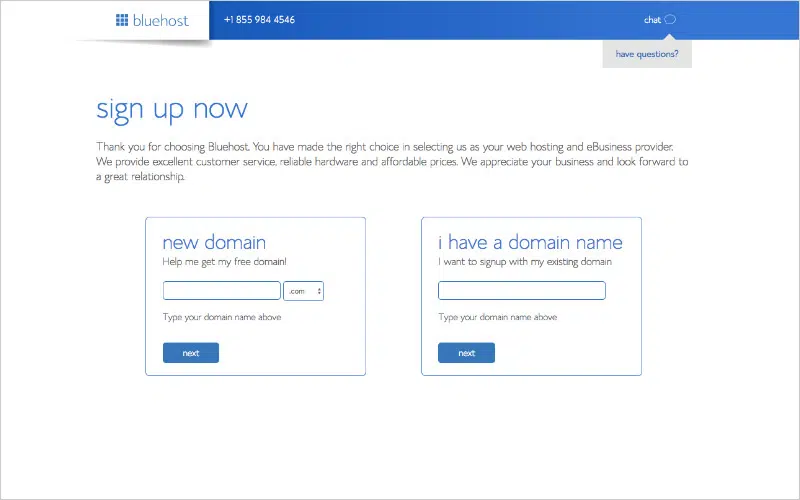 bluehost
+1 855 984 4546
chat
have questions?
sign up now
Thank you for choosing Bluehost. You have made the right choice in selecting us as your web hosting and eBusiness provider.
We provide excellent customer service, reliable hardware and affordable prices. We appreciate your business and look forward to
a great relationship.
new domain
Help me get my free domain!
.com
Type your domain name above
next
i have a domain name
I want to signup with my existing domain
Type your domain name above
next